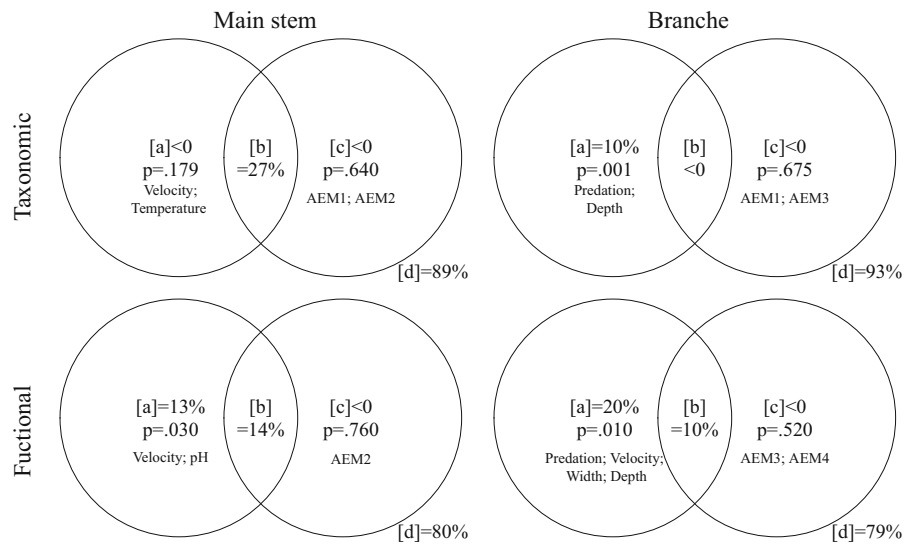 Main stem
Branche
Taxonomic
[a]<0
p=.179
Velocity;
Temperature
[b]
=27%
[c]<0
p=.640
AEM1; AEM2
[d]=89%
[a]=10%
p=.001
Predation;
Depth
[b]
<0
[c]<0
p=.675
AEM1; AEM3
[d]=93%
Fuctional
[a]=13%
p=.030
Velocity; pH
[b]
=14%
[c]<0
p=.760
AEM2
[d]=80%
[a]=20%
p=.010
Predation; Velocity;
Width; Depth
[b]
=10%
[c]<0
p=.520
AEM3; AEM4
[d]=79%